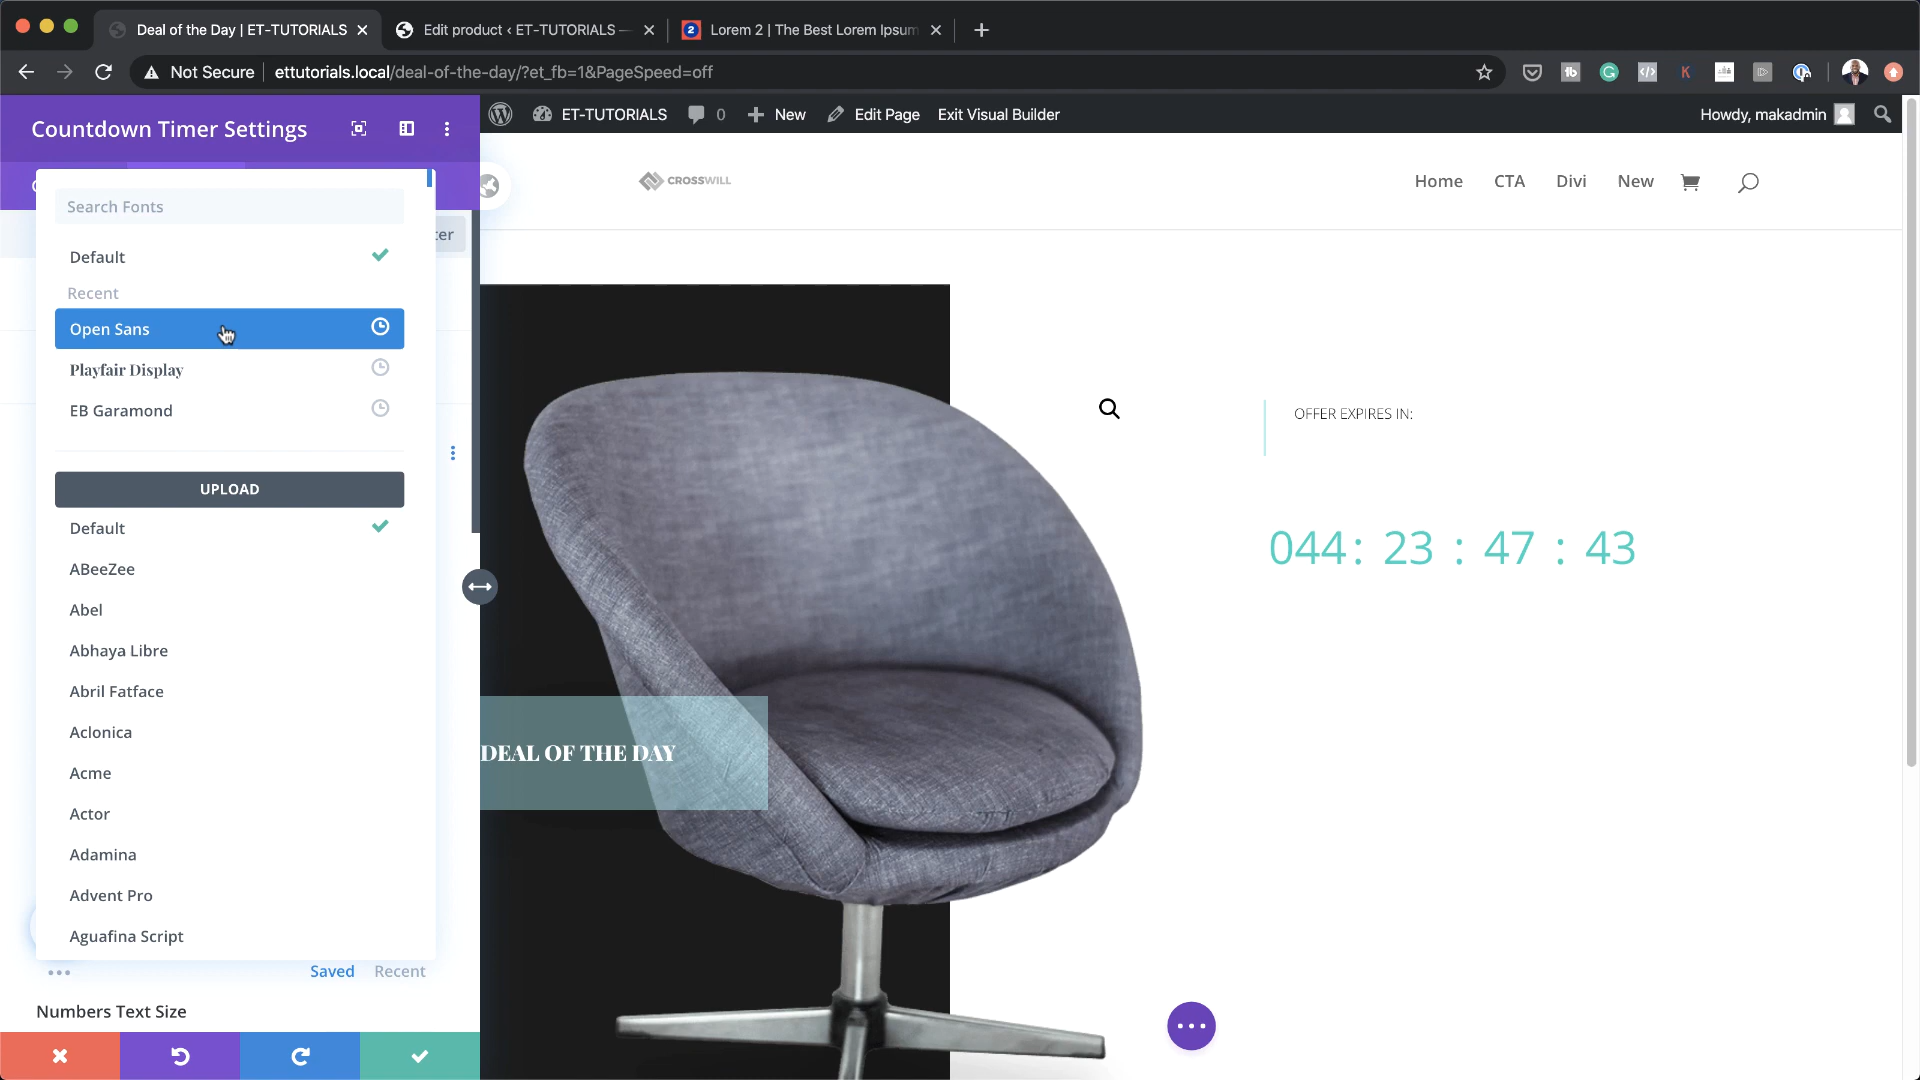 Deal of the Day | ET-TUTORIALS
Edit product ‹ ET-TUTORIALS —
Lorem 2 | The Best Lorem Ipsum
Not Secure
ettutorials.local/deal-of-the-day/?et_fb=1&PageSpeed=off
Countdown Timer Settings
ET-TUTORIALS
0
New
Edit Page
Exit Visual Builder
Howdy, makadmin
CROSSWILL
Home
CTA
Divi
New
Search Fonts
Default
Recent
Open Sans
Playfair Display
EB Garamond
UPLOAD
Default
ABeeZee
Abel
Abhaya Libre
Abril Fatface
Aclonica
Acme
Actor
Adamina
Advent Pro
Aguafina Script
Saved
Recent
Numbers Text Size
DEAL OF THE DAY
OFFER EXPIRES IN:
044: 23 : 47 : 43